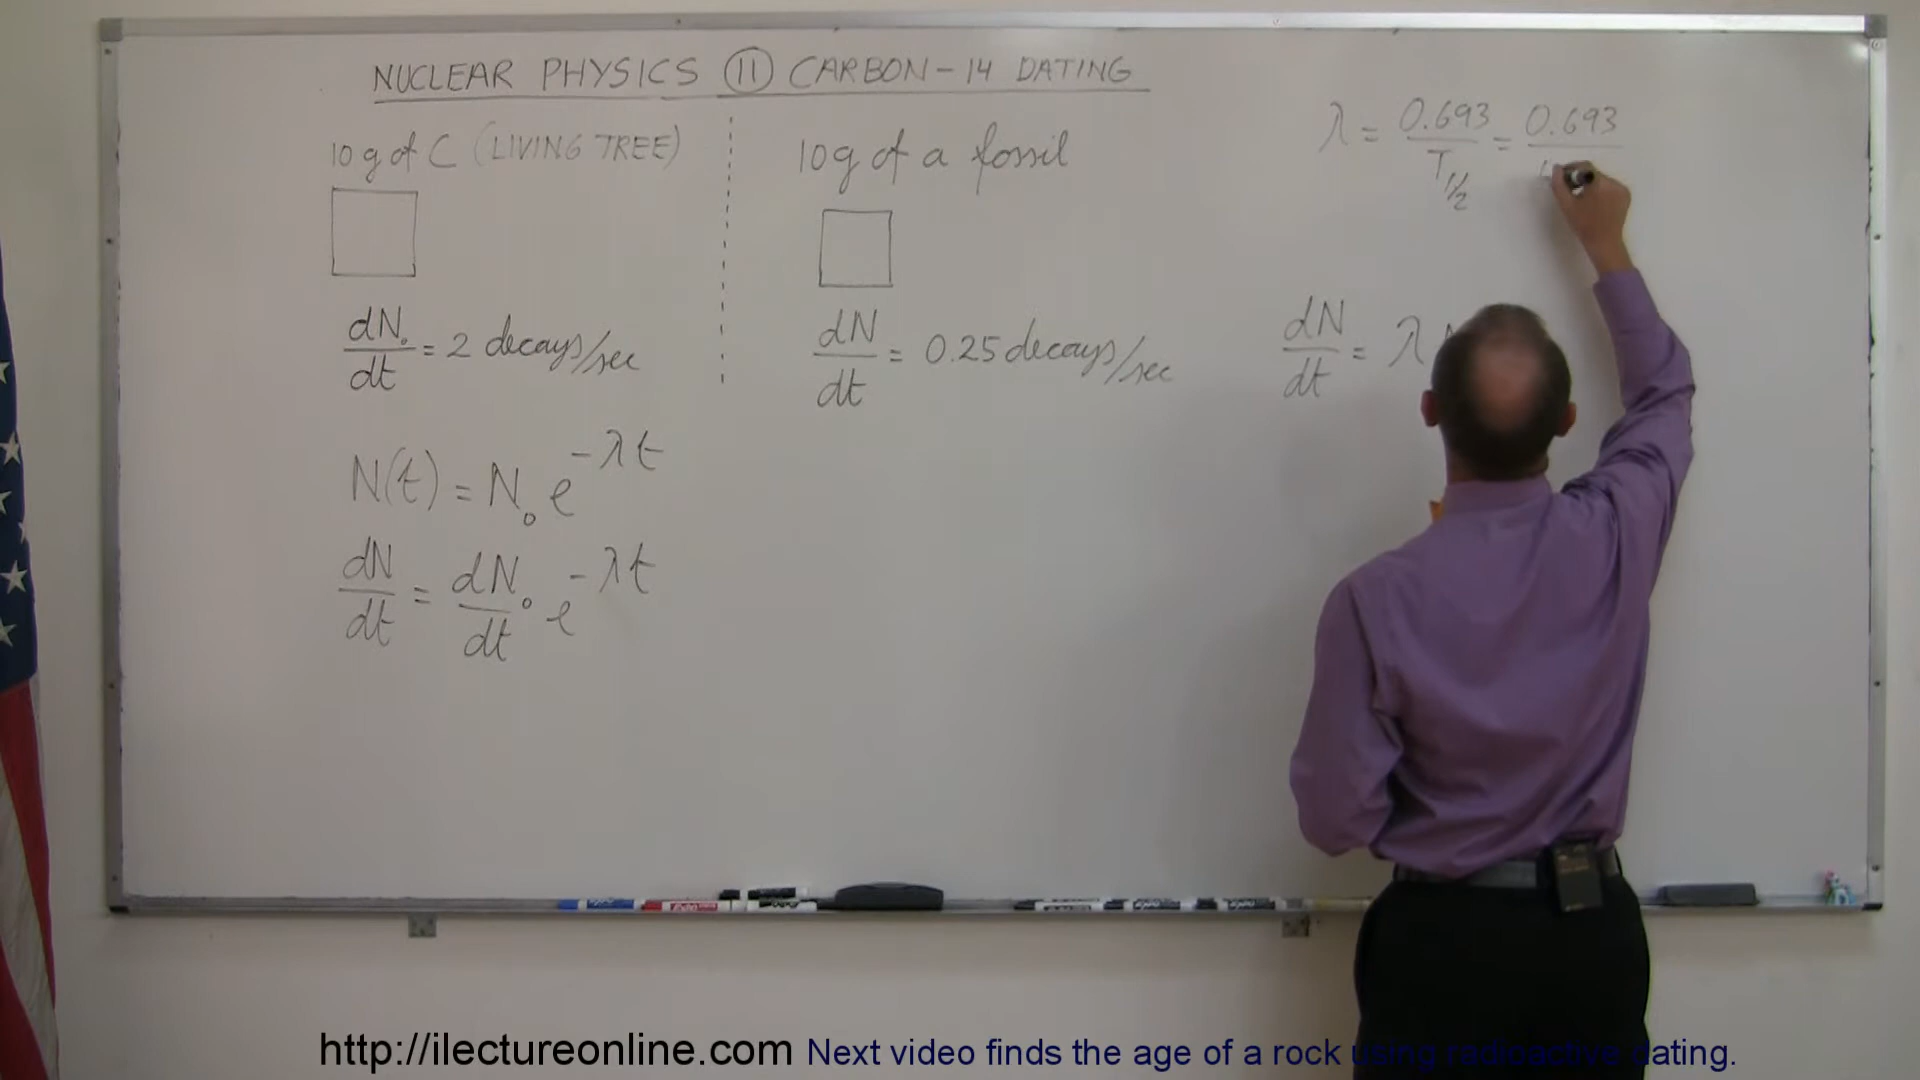 NUCLEAR PHYSICS ⑪ CARBON-14 DATING
10 g of C (LIVING TREE)
dN₀/dt = 2 decays/sec
N(t) = N₀ e^-λt
dN/dt = dN₀/dt e^-λt
10g of a fossil
dN/dt = 0.25 decays/sec
λ = 0.693/T½ = 0.693
dN/dt = λ
http://ilectureonline.com Next video finds the age of a rock using radioactive dating.